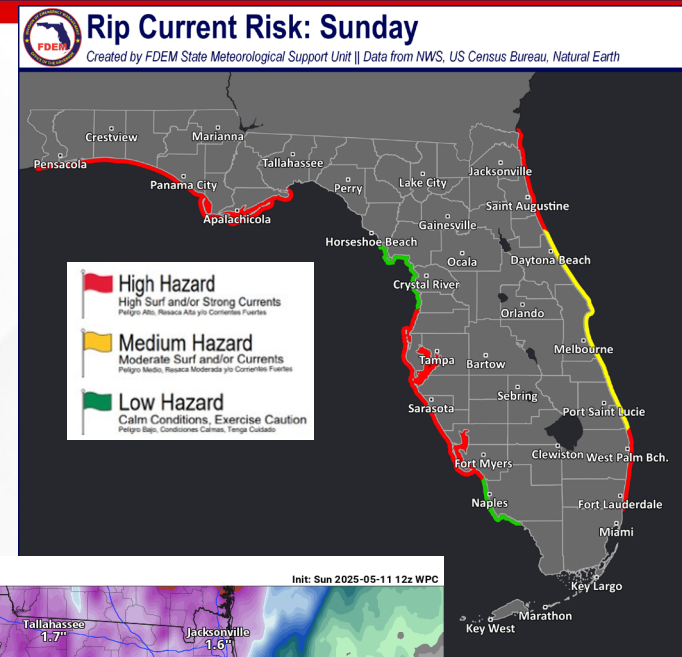 FDEM
Rip Current Risk: Sunday
Created by FDEM State Meteorological Support Unit || Data from NWS, US Census Bureau, Natural Earth
Crestview
Marianna
Pensacola
Tallahassee
Panama City
Perry
Lake City
Jacksonville
Apalachicola
Saint Augustine
Gainesville
Horseshoe Beach
Ocala
Daytona Beach
Crystal River
High Hazard
High Surf and/or Strong Currents
Peligro Alto, Resaca Alta y/o Corrientes Fuertes
Orlando
Medium Hazard
Moderate Surf and/or Currents
Peligro Medio, Resaca Moderada y/o Corrientes Fuertes
Melbourne
Tampa
Bartow
Low Hazard
Calm Conditions, Exercise Caution
Peligro Bajo, Condiciones Calmas, Tenga Cuidado
Sebring
Sarasota
Port Saint Lucie
Clewiston
West Palm Bch.
Fort Myers
Naples
Fort Lauderdale
Miami
Init: Sun 2025-05-11 12z WPC
Key Largo
Marathon
Key West
Tallahassee
1.7"
Jacksonville
1.6"